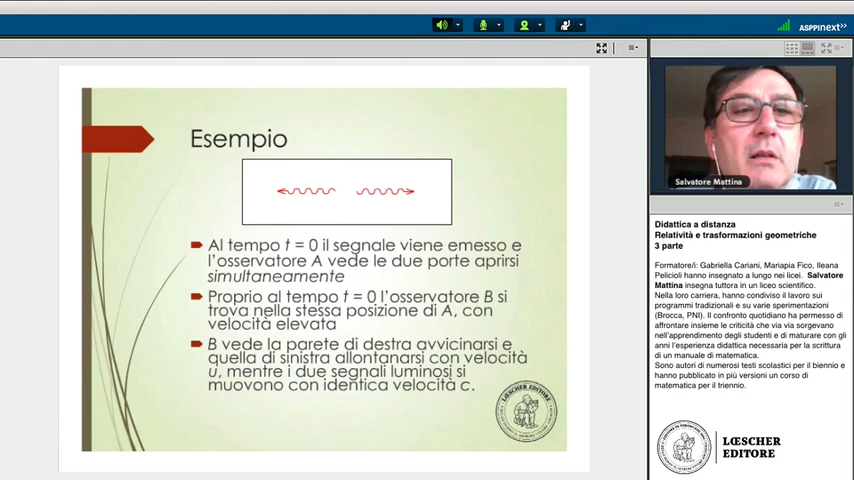 ASPPInext>>
Esempio
Al tempo t = 0 il segnale viene emesso e
l'osservatore A vede le due porte aprirsi
simultaneamente
Proprio al tempo t = 0 l'osservatore B si
trova nella stessa posizione di A, con
velocità elevata
B vede la parete di destra avvicinarsi e
quella di sinistra allontanarsi con velocità
u, mentre i due segnali luminosi si
muovono con identica velocità c.
LŒSCHER EDITORE
Salvatore Mattina
Didattica a distanza
Relatività e trasformazioni geometriche
3 parte
Formatore/i: Gabriella Cariani, Mariapia Fico, Ileana
Pelicioli hanno insegnato a lungo nei licei. Salvatore
Mattina insegna tuttora in un liceo scientifico.
Nella loro carriera, hanno condiviso il lavoro sui
programmi tradizionali e su varie sperimentazioni
(Brocca, PNI). Il confronto quotidiano ha permesso di
affrontare insieme le criticità che via via sorgevano
nell'apprendimento degli studenti e di maturare con gli
anni l'esperienza didattica necessaria per la scrittura
di un manuale di matematica.
Sono autori di numerosi testi scolastici per il biennio e
hanno pubblicato in più versioni un corso di
matematica per il triennio.
LŒSCHER
EDITORE